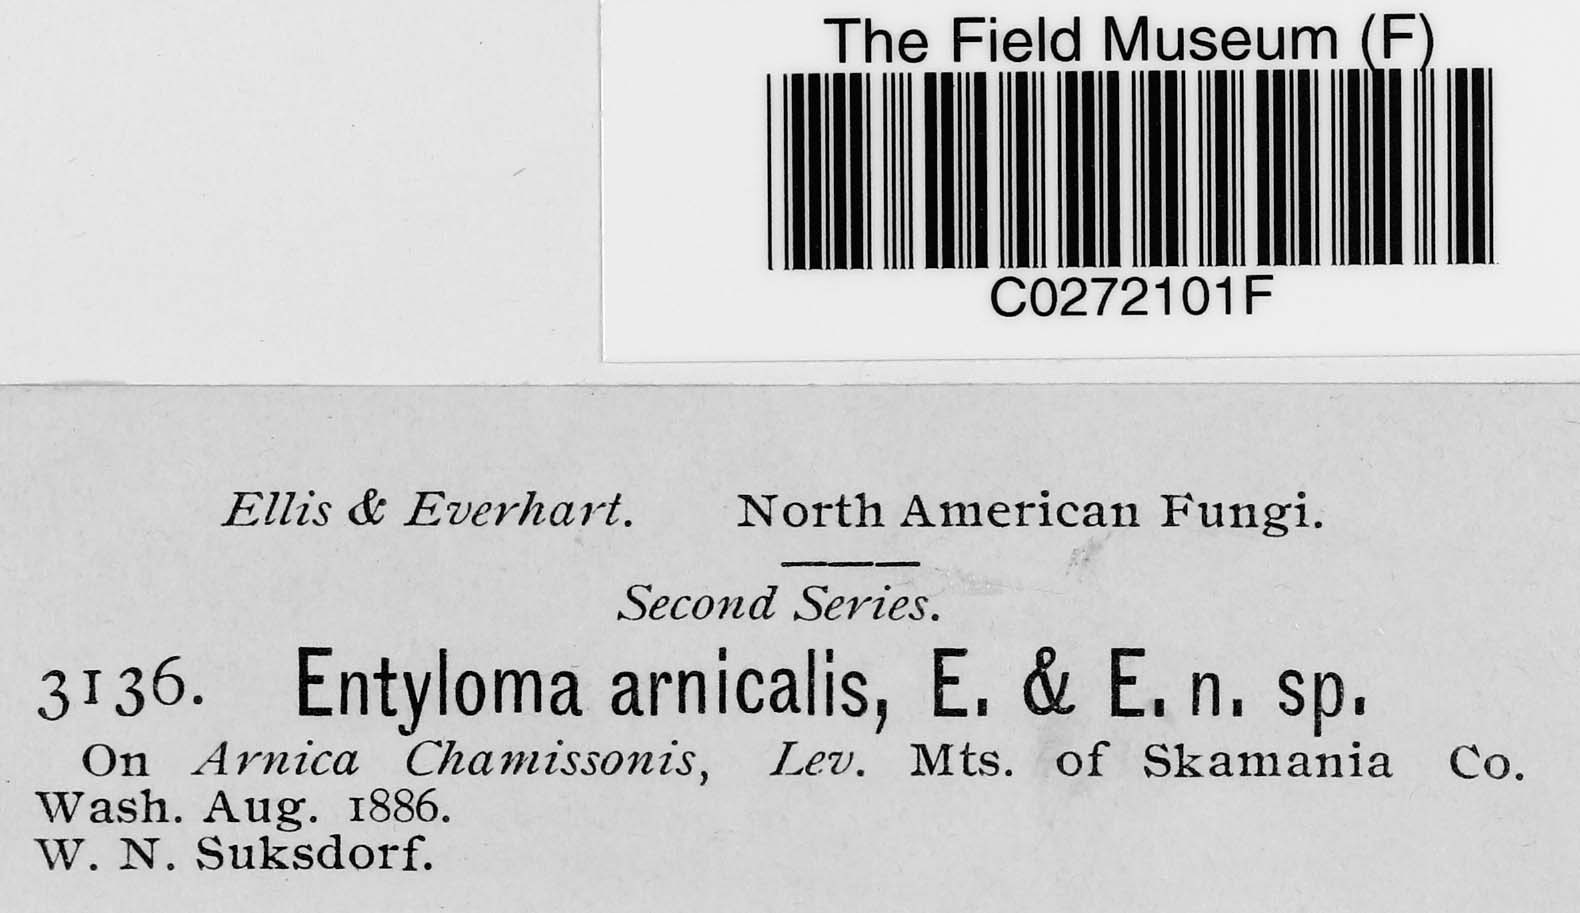 The Field Museum (F)
C0272101F
Ellis & Everhart. North American Fungi.
Second Series.
3136. Entyloma arnicalis, E. & E. n. sp.
On Arnica Chamissonis, Lev. Mts. of Skamania Co.
Wash. Aug. 1886.
W. N. Suksdorf.